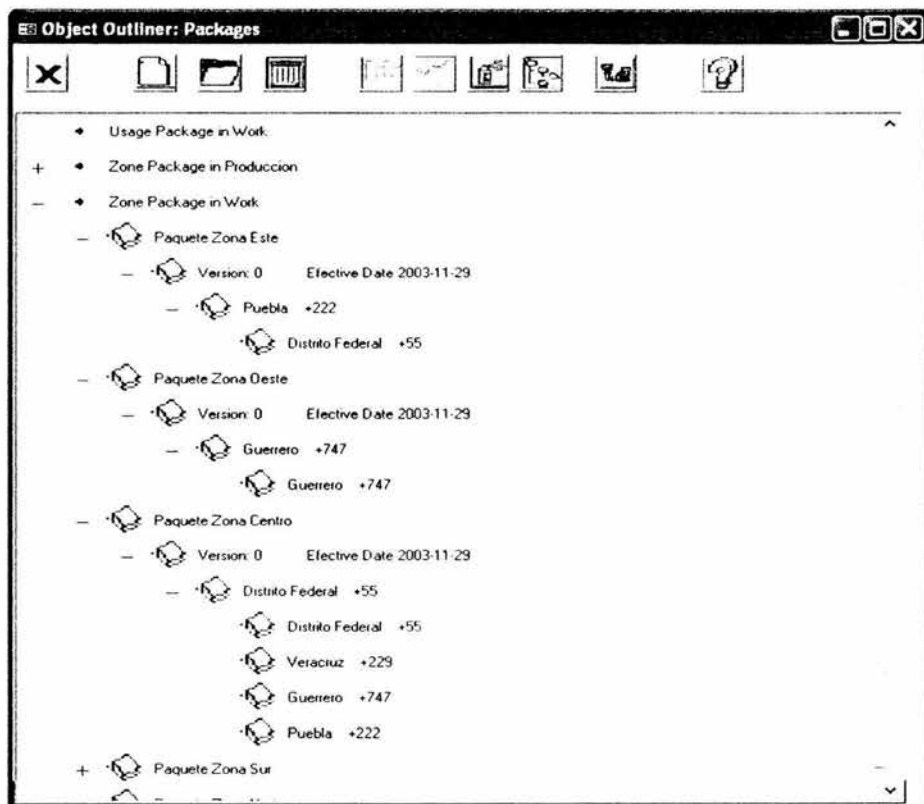 Object Outliner: Packages
Usage Package in Work
+ Zone Package in Produccion
– Zone Package in Work
– Paquete Zona Este
– Version: 0 Efective Date 2003-11-29
– Puebla +222
Distrito Federal +55
– Paquete Zona Oeste
– Version: 0 Efective Date 2003-11-29
– Guerrero +747
Guerrero +747
– Paquete Zona Centro
– Version: 0 Efective Date 2003-11-29
– Distrito Federal +55
Distrito Federal +55
Veracruz +229
Guerrero +747
Puebla +222
+ Paquete Zona Sur